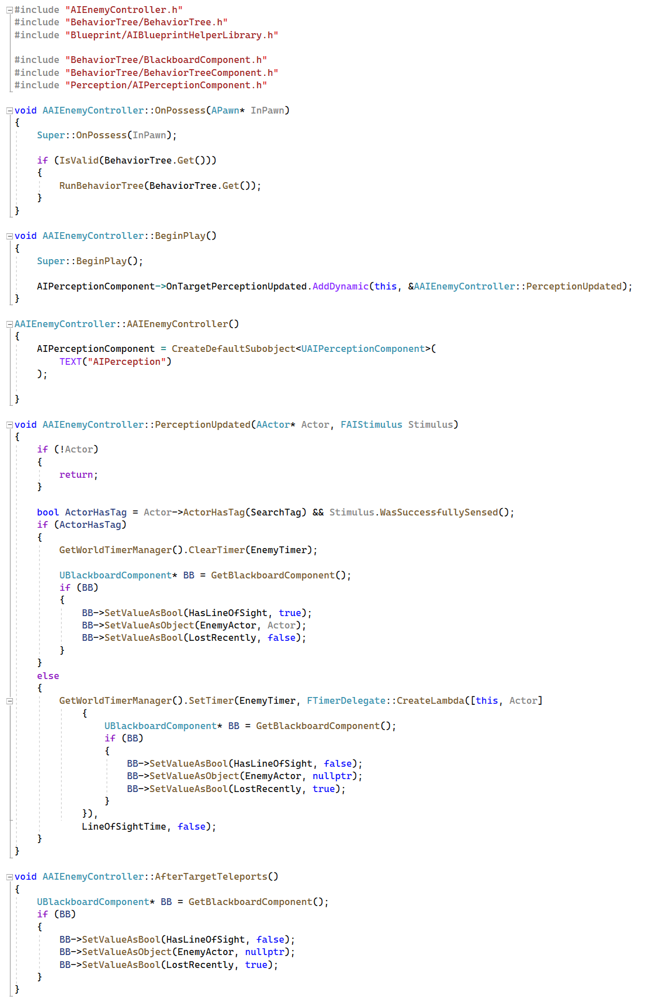 #include "AIEnemyController.h"
#include "BehaviorTree/BehaviorTree.h"
#include "Blueprint/AIBlueprintHelperLibrary.h"

#include "BehaviorTree/BlackboardComponent.h"
#include "BehaviorTree/BehaviorTreeComponent.h"
#include "Perception/AIPerceptionComponent.h"

void AAIEnemyController::OnPossess(APawn* InPawn)
{
    Super::OnPossess(InPawn);

    if (IsValid(BehaviorTree.Get()))
    {
        RunBehaviorTree(BehaviorTree.Get());
    }
}

void AAIEnemyController::BeginPlay()
{
    Super::BeginPlay();

    AIPerceptionComponent->OnTargetPerceptionUpdated.AddDynamic(this, &AAIEnemyController::PerceptionUpdated);
}

AAIEnemyController::AAIEnemyController()
{
    AIPerceptionComponent = CreateDefaultSubobject<UAIPerceptionComponent>(
        TEXT("AIPerception")
    );

}

void AAIEnemyController::PerceptionUpdated(AActor* Actor, FAIStimulus Stimulus)
{
    if (!Actor)
    {
        return;
    }

    bool ActorHasTag = Actor->ActorHasTag(SearchTag) && Stimulus.WasSuccessfullySensed();
    if (ActorHasTag)
    {
        GetWorldTimerManager().ClearTimer(EnemyTimer);

        UBlackboardComponent* BB = GetBlackboardComponent();
        if (BB)
        {
            BB->SetValueAsBool(HasLineOfSight, true);
            BB->SetValueAsObject(EnemyActor, Actor);
            BB->SetValueAsBool(LostRecently, false);
        }
    }
    else
    {
        GetWorldTimerManager().SetTimer(EnemyTimer, FTimerDelegate::CreateLambda([this, Actor]
            {
                UBlackboardComponent* BB = GetBlackboardComponent();
                if (BB)
                {
                    BB->SetValueAsBool(HasLineOfSight, false);
                    BB->SetValueAsObject(EnemyActor, nullptr);
                    BB->SetValueAsBool(LostRecently, true);
                }
            }),
            LineOfSightTime, false);
    }
}

void AAIEnemyController::AfterTargetTeleports()
{
    UBlackboardComponent* BB = GetBlackboardComponent();
    if (BB)
    {
        BB->SetValueAsBool(HasLineOfSight, false);
        BB->SetValueAsObject(EnemyActor, nullptr);
        BB->SetValueAsBool(LostRecently, true);
    }
}